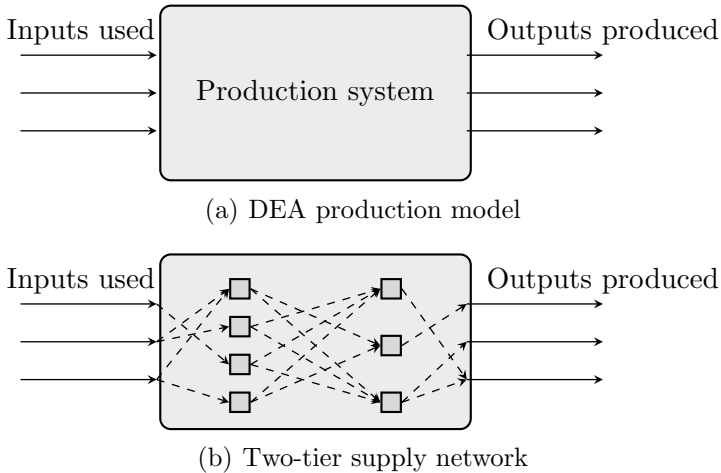 Inputs used
Outputs produced
Production system
(a) DEA production model
Inputs used
Outputs produced
(b) Two-tier supply network